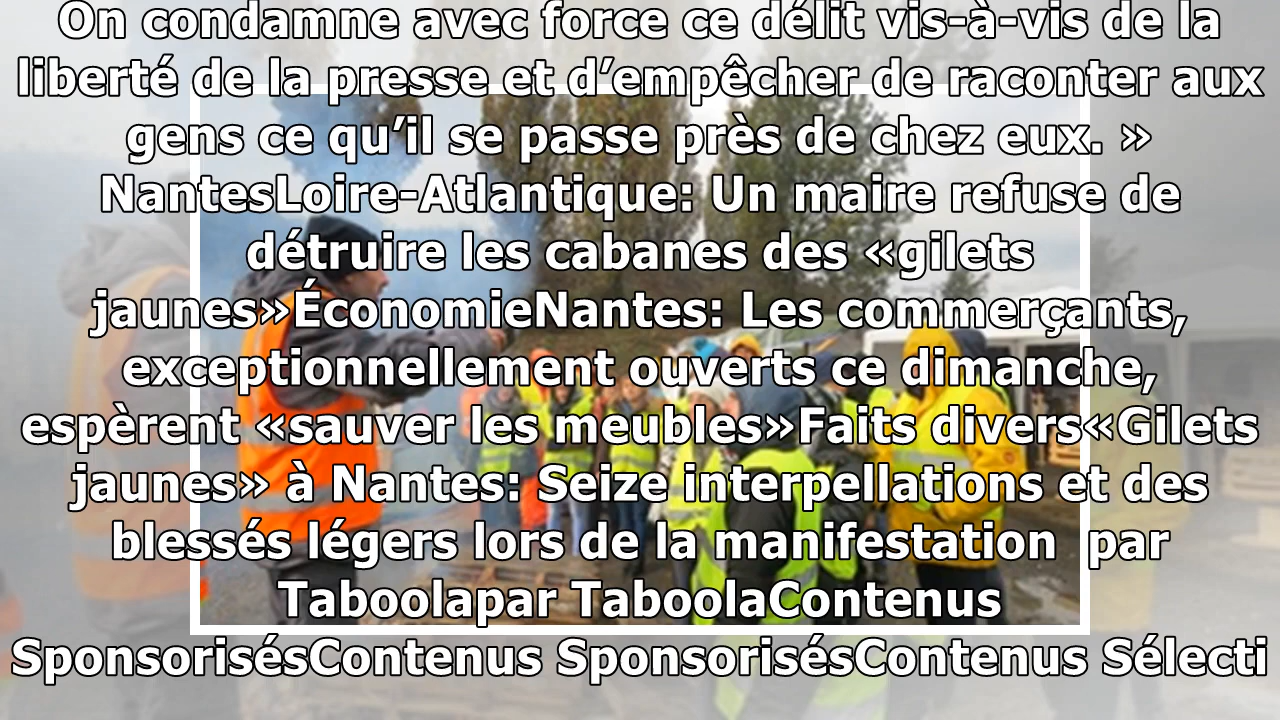 On condamne avec force ce délit vis-à-vis de la
liberté de la presse et d’empêcher de raconter aux
gens ce qu’il se passe près de chez eux. »
NantesLoire-Atlantique: Un maire refuse de
détruire les cabanes des «gilets
jaunes»ÉconomieNantes: Les commerçants,
exceptionnellement ouverts ce dimanche,
espèrent «sauver les meubles»Faits divers«Gilets
jaunes» à Nantes: Seize interpellations et des
blessés légers lors de la manifestation  par
Taboolapar TaboolaContenus
SponsorisésContenus SponsorisésContenus Sélecti